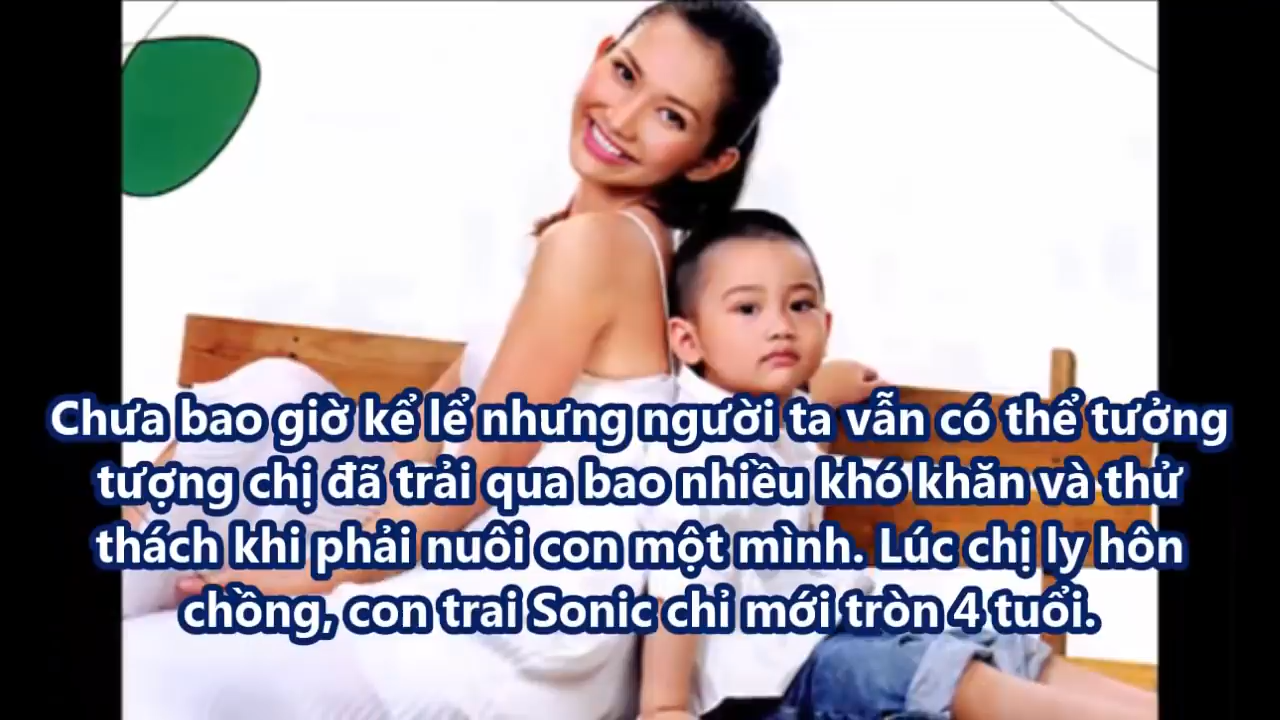 Chưa bao giờ kể lể nhưng người ta vẫn có thể tưởng
tượng chị đã trải qua bao nhiều khó khăn và thử
thách khi phải nuôi con một mình. Lúc chị ly hôn
chồng, con trai Sonic chỉ mới tròn 4 tuổi.